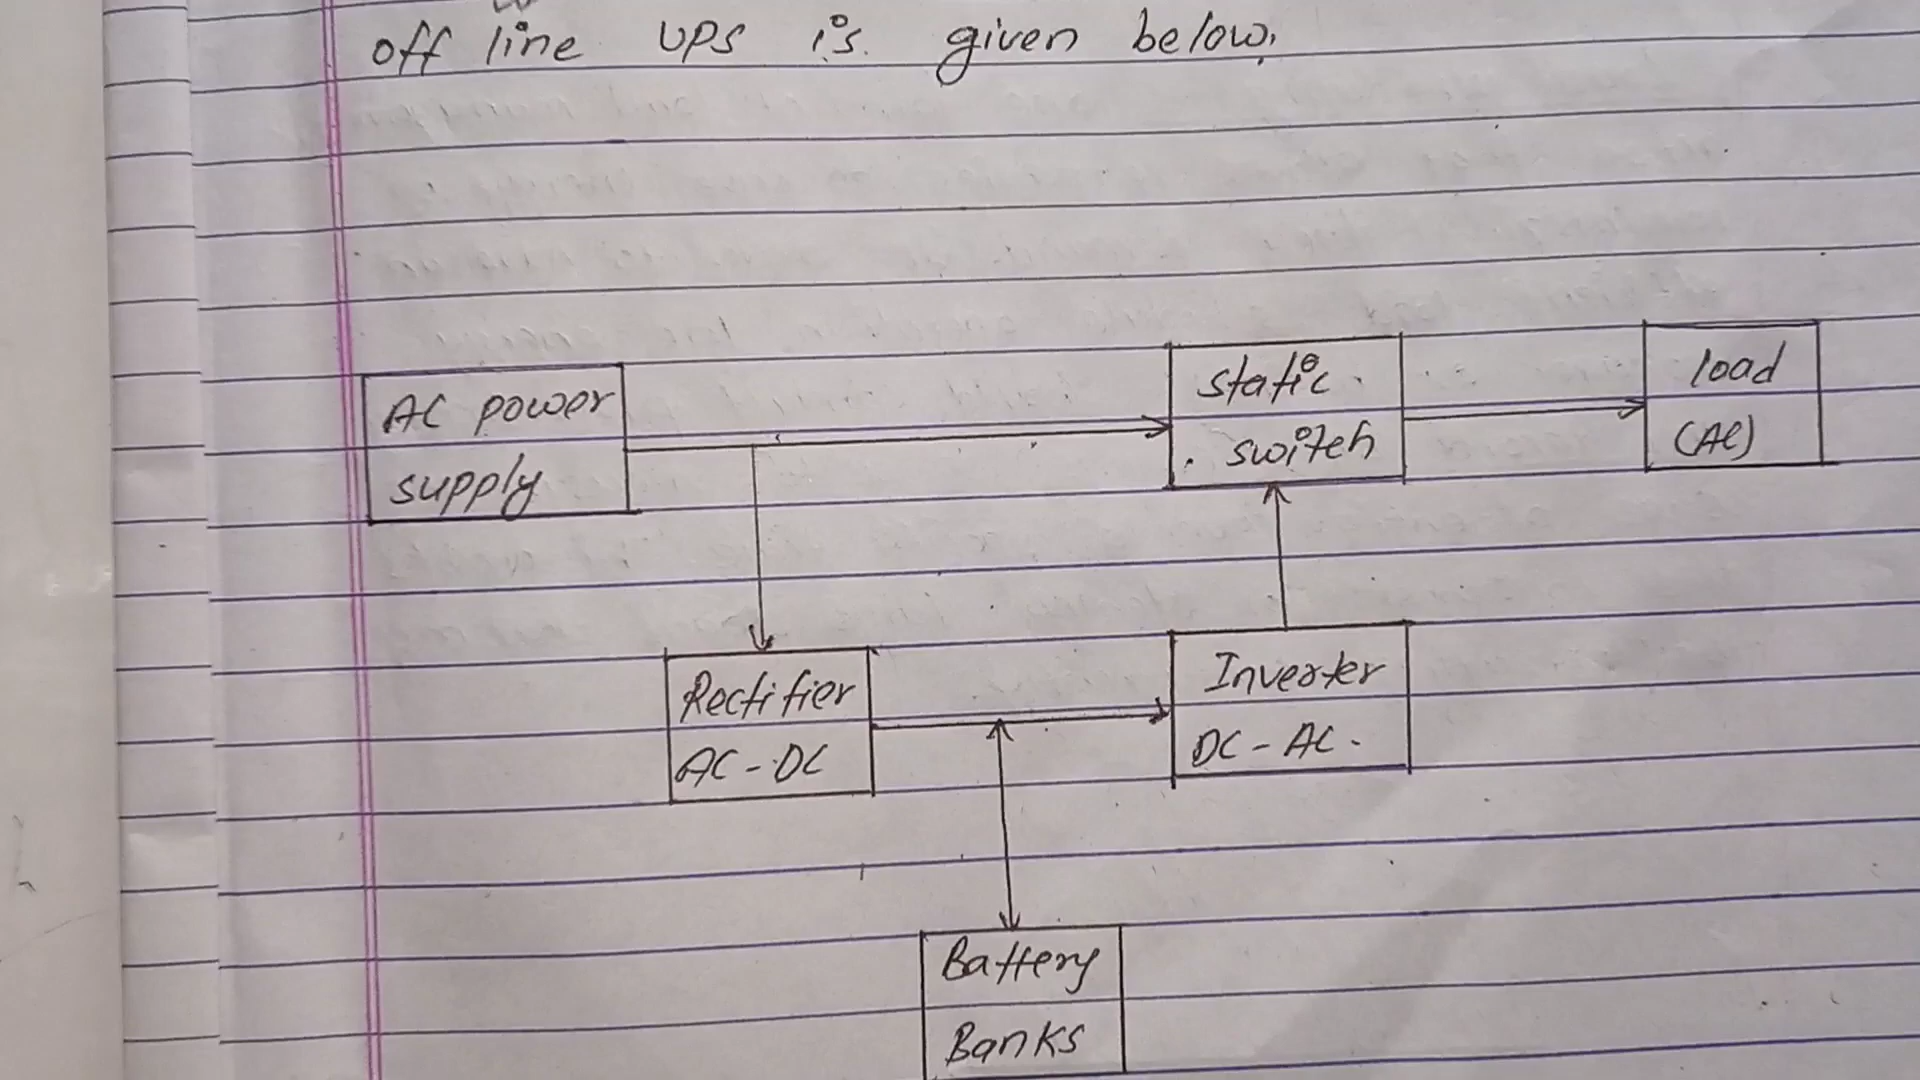 off line UPS is given below.
AC power
supply
static
switch
load
(AC)
Rectifier
AC-DC
Inverter
DC-AC.
Battery
Banks